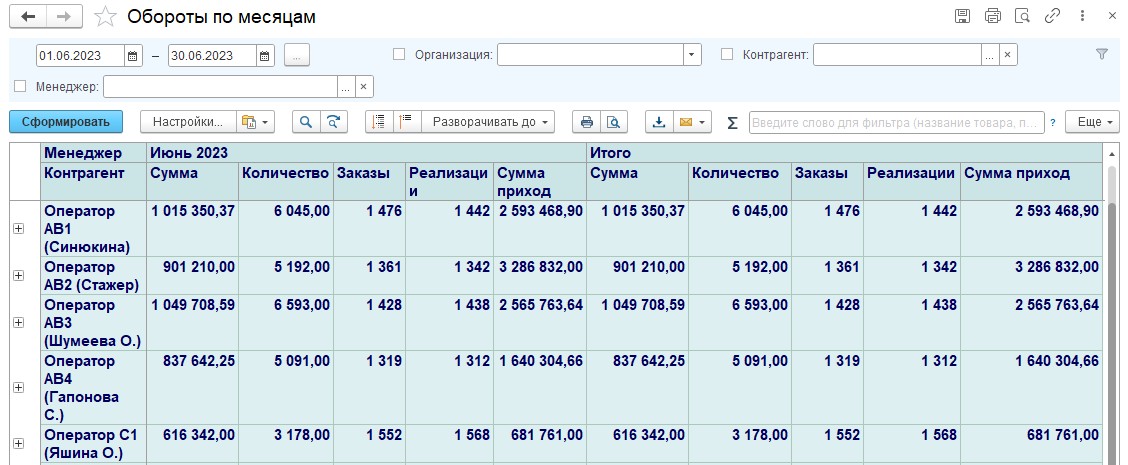 Обороты по месяцам
01.06.2023 – 30.06.2023 ... Организация: Контрагент: ...
Менеджер: ...
Сформировать Настройки... Разворачивать до Σ Введите слово для фильтра (название товара, п... ? Еще
Менеджер Июнь 2023 Итого
Контрагент Сумма Количество Заказы Реализаци Сумма Сумма Количество Заказы Реализации Сумма приход
и приход
Оператор 1 015 350,37 6 045,00 1 476 1 442 2 593 468,90 1 015 350,37 6 045,00 1 476 1 442 2 593 468,90
АВ1
(Синюкина)
Оператор 901 210,00 5 192,00 1 361 1 342 3 286 832,00 901 210,00 5 192,00 1 361 1 342 3 286 832,00
АВ2 (Стажер)
Оператор 1 049 708,59 6 593,00 1 428 1 438 2 565 763,64 1 049 708,59 6 593,00 1 428 1 438 2 565 763,64
АВ3
(Шумеева О.)
Оператор 837 642,25 5 091,00 1 319 1 312 1 640 304,66 837 642,25 5 091,00 1 319 1 312 1 640 304,66
АВ4
(Гапонова
С.)
Оператор С1 616 342,00 3 178,00 1 552 1 568 681 761,00 616 342,00 3 178,00 1 552 1 568 681 761,00
(Яшина О.)